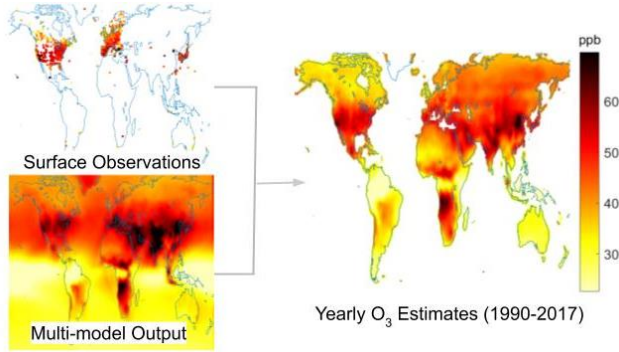 Surface Observations
Multi-model Output
Yearly O₃ Estimates (1990-2017)
ppb
60
50
40
30